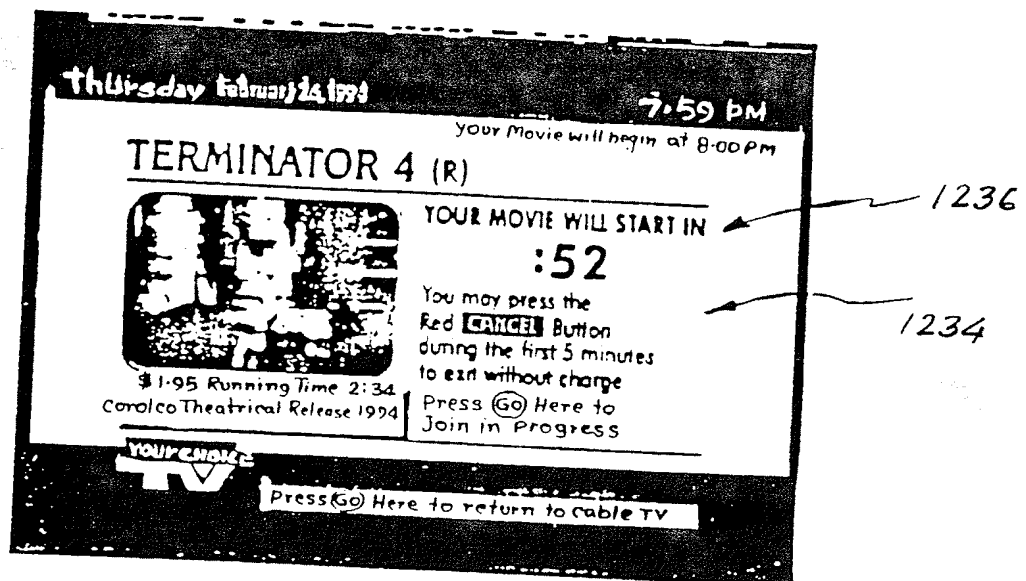 Thursday February 24, 1994
7:59 PM
Your Movie will begin at 8:00 PM
TERMINATOR 4 (R)
YOUR MOVIE WILL START IN
:52
You may press the
Red CANCEL Button
during the first 5 minutes
to exit without charge
Press GO Here to
Join in Progress
$1.95 Running Time 2:34
Corolco Theatrical Release 1994
YOUR CHOICE
TV
Press GO Here to return to cable TV
1236
1234